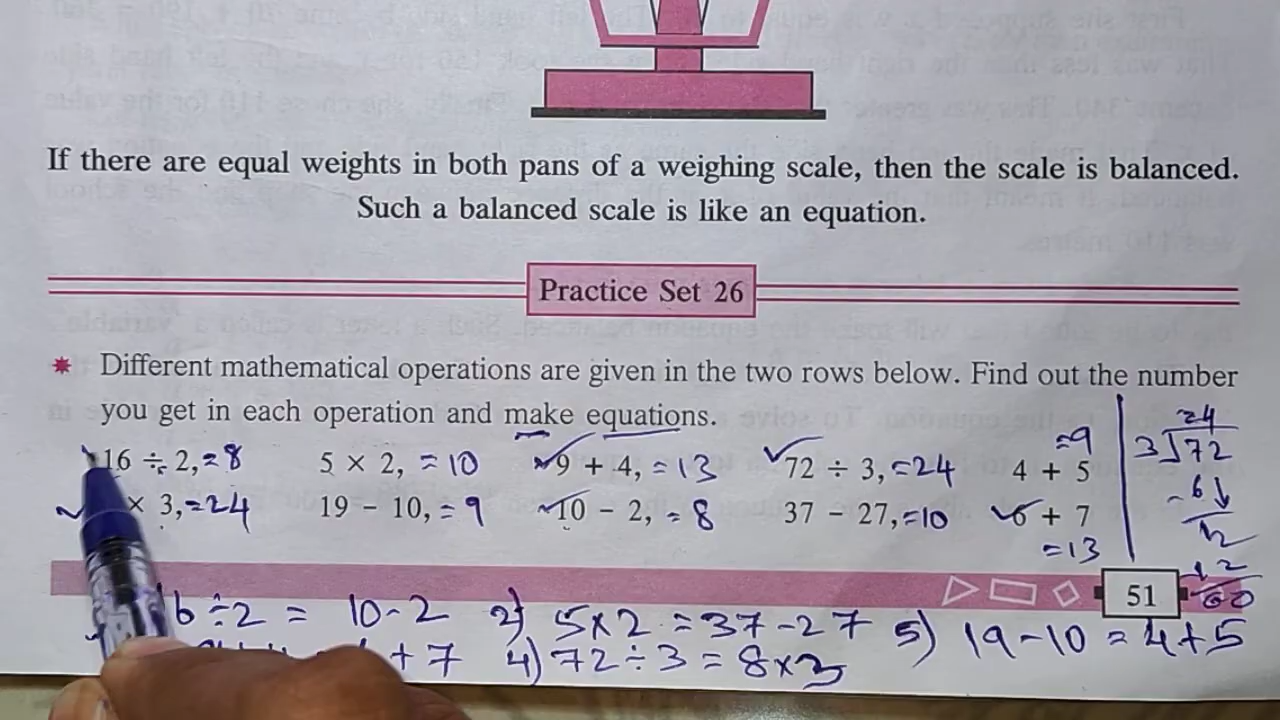 If there are equal weights in both pans of a weighing scale, then the scale is balanced.
Such a balanced scale is like an equation.
Practice Set 26
Different mathematical operations are given in the two rows below. Find out the number
you get in each operation and make equations.
16 ÷ 2, = 8 5 × 2, = 10 9 + 4, = 13 72 ÷ 3, = 24 4 + 5 = 9
× 3, = 24 19 − 10, = 9 10 − 2, = 8 37 − 27, = 10 6 + 7 = 13
24
3 72
- 6
12
12
00
51
6 ÷ 2 = 10 - 2 2) 5 × 2 = 37 - 27 5) 19 - 10 = 4 + 5
+ 7 4) 72 ÷ 3 = 8 × 3